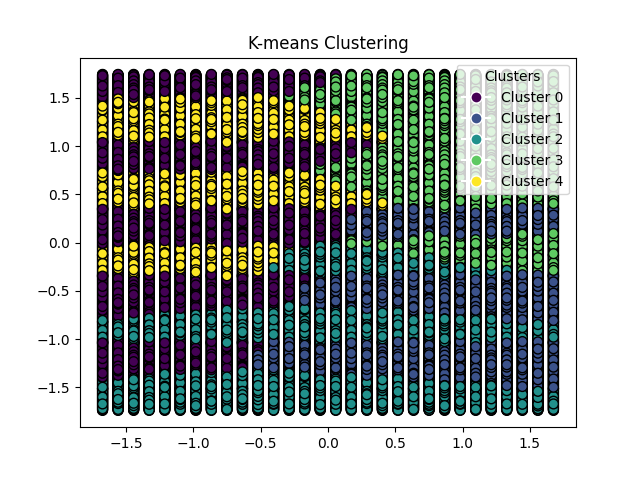 K-means Clustering
Clusters
Cluster 0
Cluster 1
Cluster 2
Cluster 3
Cluster 4
1.5
1.0
0.5
0.0
−0.5
−1.0
−1.5
−1.5 −1.0 −0.5 0.0 0.5 1.0 1.5